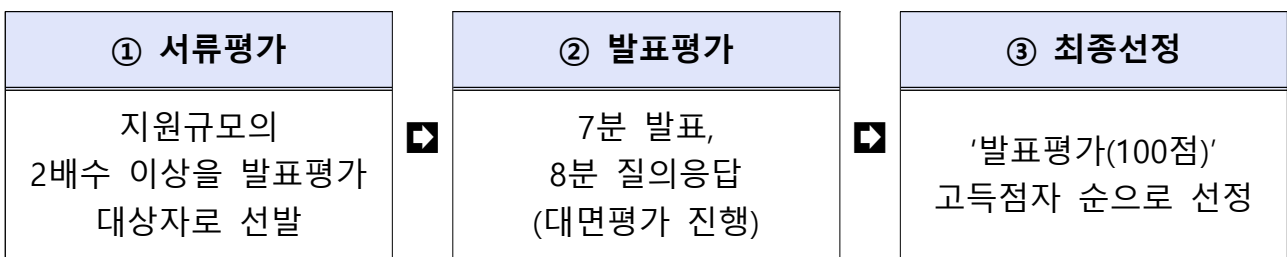 ① 서류평가
지원규모의
2배수 이상을 발표평가
대상자로 선발
② 발표평가
7분 발표,
8분 질의응답
(대면평가 진행)
③ 최종선정
‘발표평가(100점)’
고득점자 순으로 선정